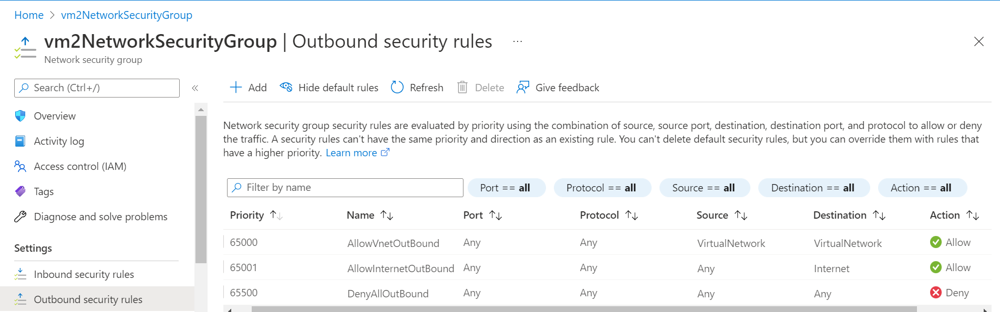 Home > vm2NetworkSecurityGroup
vm2NetworkSecurityGroup | Outbound security rules ...
Network security group
Search (Ctrl+/) «
Add Hide default rules Refresh Delete Give feedback
Overview
Activity log
Access control (IAM)
Tags
Diagnose and solve problems
Settings
Inbound security rules
Outbound security rules
Network security group security rules are evaluated by priority using the combination of source, source port, destination, destination port, and protocol to allow or deny
the traffic. A security rules can't have the same priority and direction as an existing rule. You can't delete default security rules, but you can override them with rules that
have a higher priority. Learn more
Filter by name Port == all Protocol == all Source == all Destination == all Action == all
Priority ↑↓ Name ↑↓ Port ↑↓ Protocol ↑↓ Source ↑↓ Destination ↑↓ Action ↑↓
65000 AllowVnetOutBound Any Any VirtualNetwork VirtualNetwork Allow
65001 AllowInternetOutBound Any Any Any Internet Allow
65500 DenyAllOutBound Any Any Any Any Deny